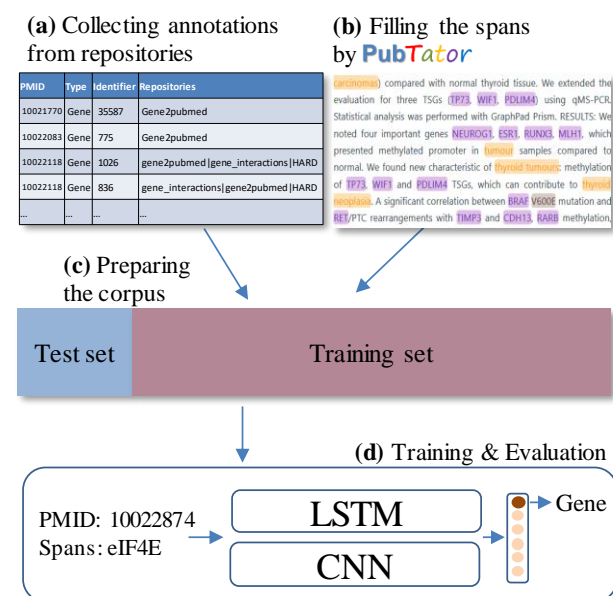 (a) Collecting annotations
from repositories
PMID Type Identifier Repositories
10021770 Gene 35587 Gene2pubmed
10022083 Gene 775 Gene2pubmed
10022118 Gene 1026 gene2pubmed|gene_interactions|HARD
10022118 Gene 836 gene_interactions|gene2pubmed|HARD
... ... ...
(b) Filling the spans
by PubTator
carcinomas) compared with normal thyroid tissue. We extended the
evaluation for three TSGs (TP73, WIF1, PDLIM4) using qMS-PCR.
Statistical analysis was performed with GraphPad Prism. RESULTS: We
noted four important genes NEUROG1, ESR1, RUNX3, MLH1, which
presented methylated promoter in tumour samples compared to
normal. We found new characteristic of thyroid tumours: methylation
of TP73, WIF1 and PDLIM4 TSGs, which can contribute to thyroid
neoplasia. A significant correlation between BRAF V600E mutation and
RET/PTC rearrangements with TIMP3 and CDH13, RARB methylation,
(c) Preparing
the corpus
Test set
Training set
(d) Training & Evaluation
PMID: 10022874
Spans: eIF4E
LSTM
CNN
Gene